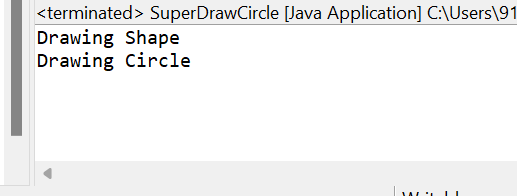 <terminated> SuperDrawCircle [Java Application] C:\Users\91
Drawing Shape
Drawing Circle